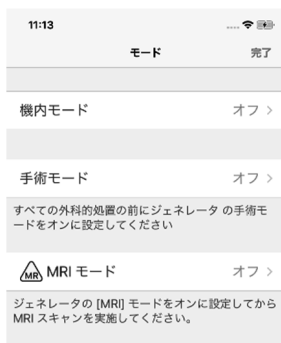 11:13
モード 完了
機内モード オフ
手術モード オフ
すべての外科的処置の前にジェネレータ の手術モ
ードをオンに設定してください
MR MRI モード オフ
ジェネレータの [MRI] モードをオンに設定してから
MRI スキャンを実施してください。